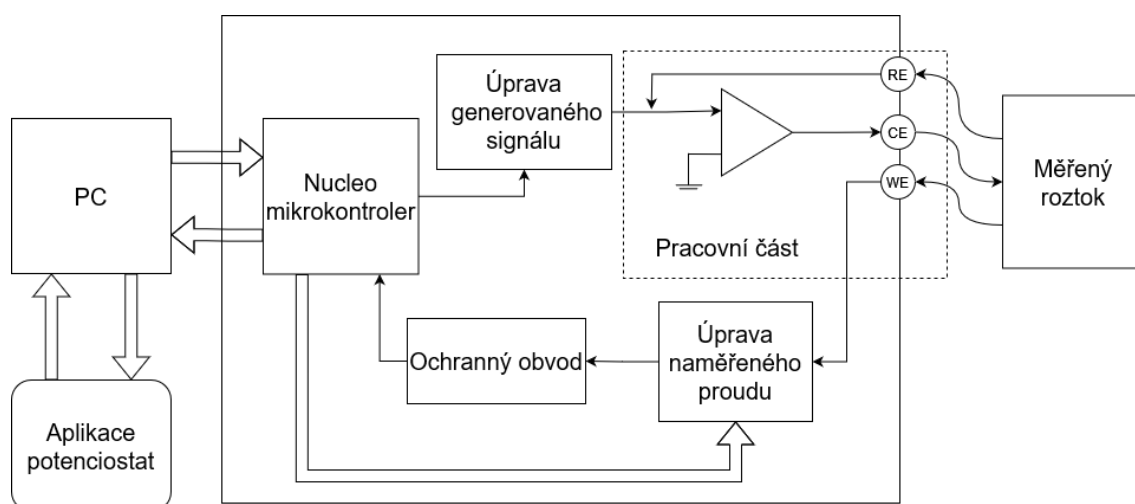 Úprava
generovaného
signálu
RE
CE
WE
PC
Nucleo
mikrokontroler
Měřený
roztok
Pracovní část
Ochranný obvod
Úprava
naměřeného
proudu
Aplikace
potenciostat